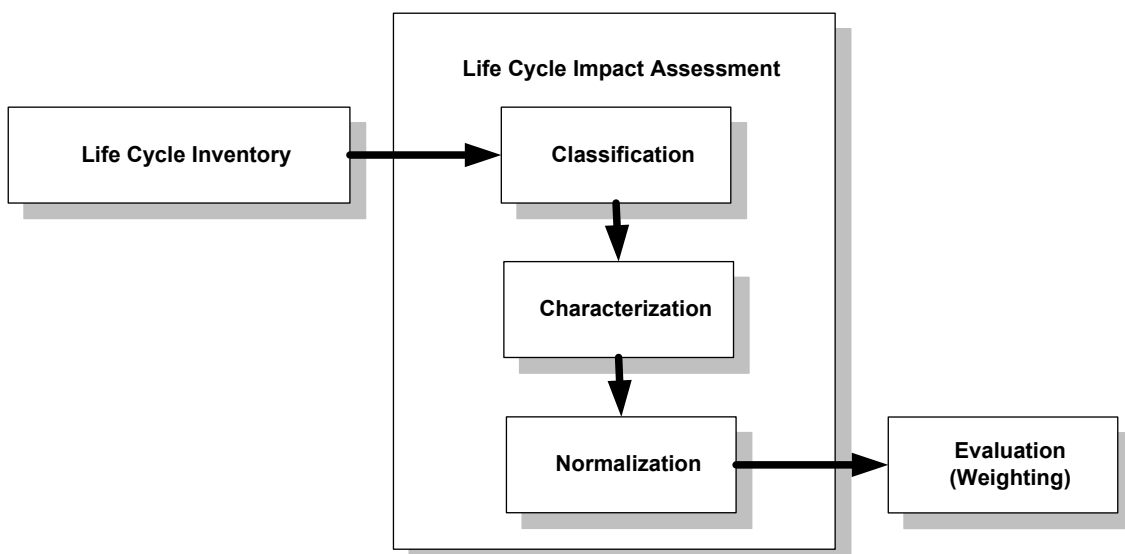 Life Cycle Impact Assessment
Life Cycle Inventory
Classification
Characterization
Normalization
Evaluation
(Weighting)